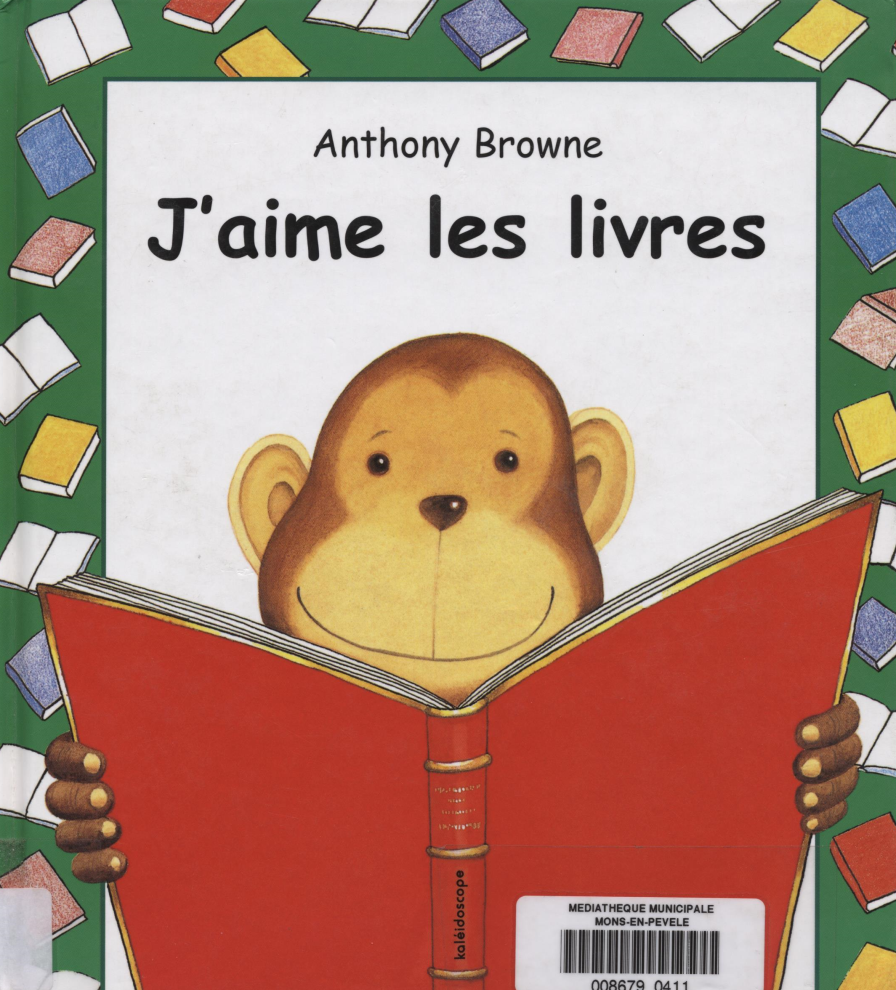 Anthony Browne
J'aime les livres
kaléidoscope
MEDIATHEQUE MUNICIPALE
MONS-EN-PEVELE
008679 0411